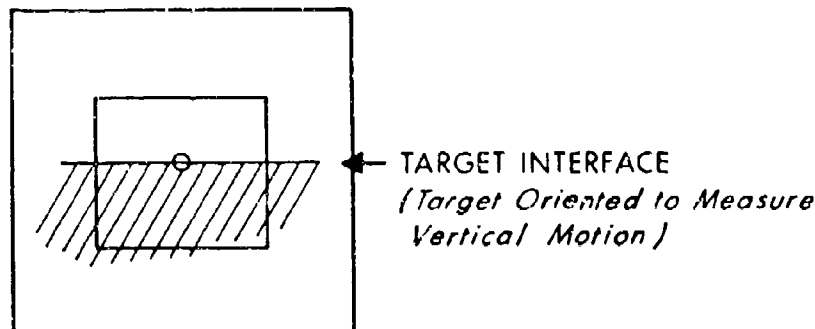 TARGET INTERFACE
(Target Oriented to Measure
Vertical Motion)